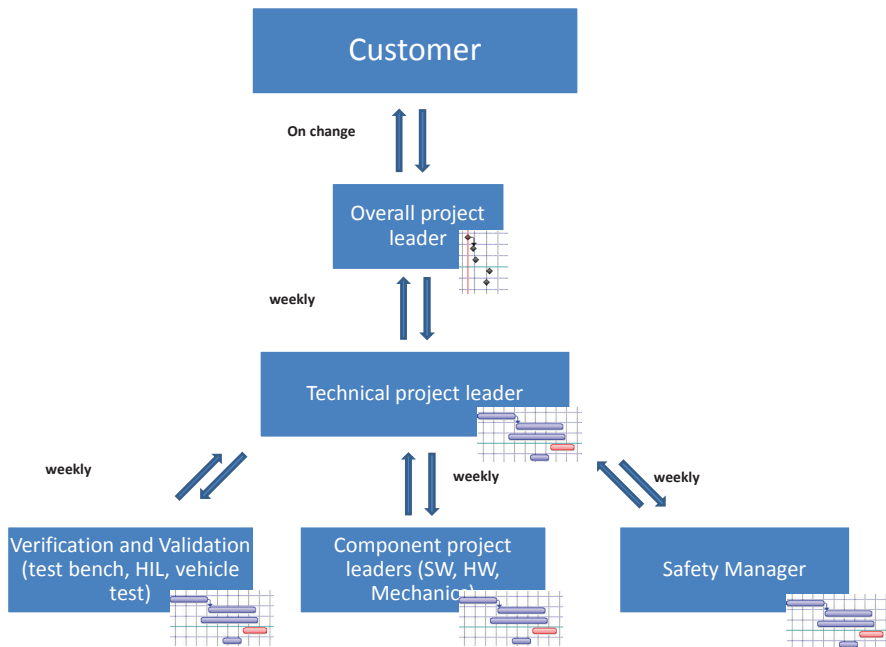 Customer
On change
Overall project
leader
weekly
Technical project leader
weekly
weekly
weekly
Verification and Validation
(test bench, HIL, vehicle
test)
Component project
leaders (SW, HW,
Mechanics)
Safety Manager